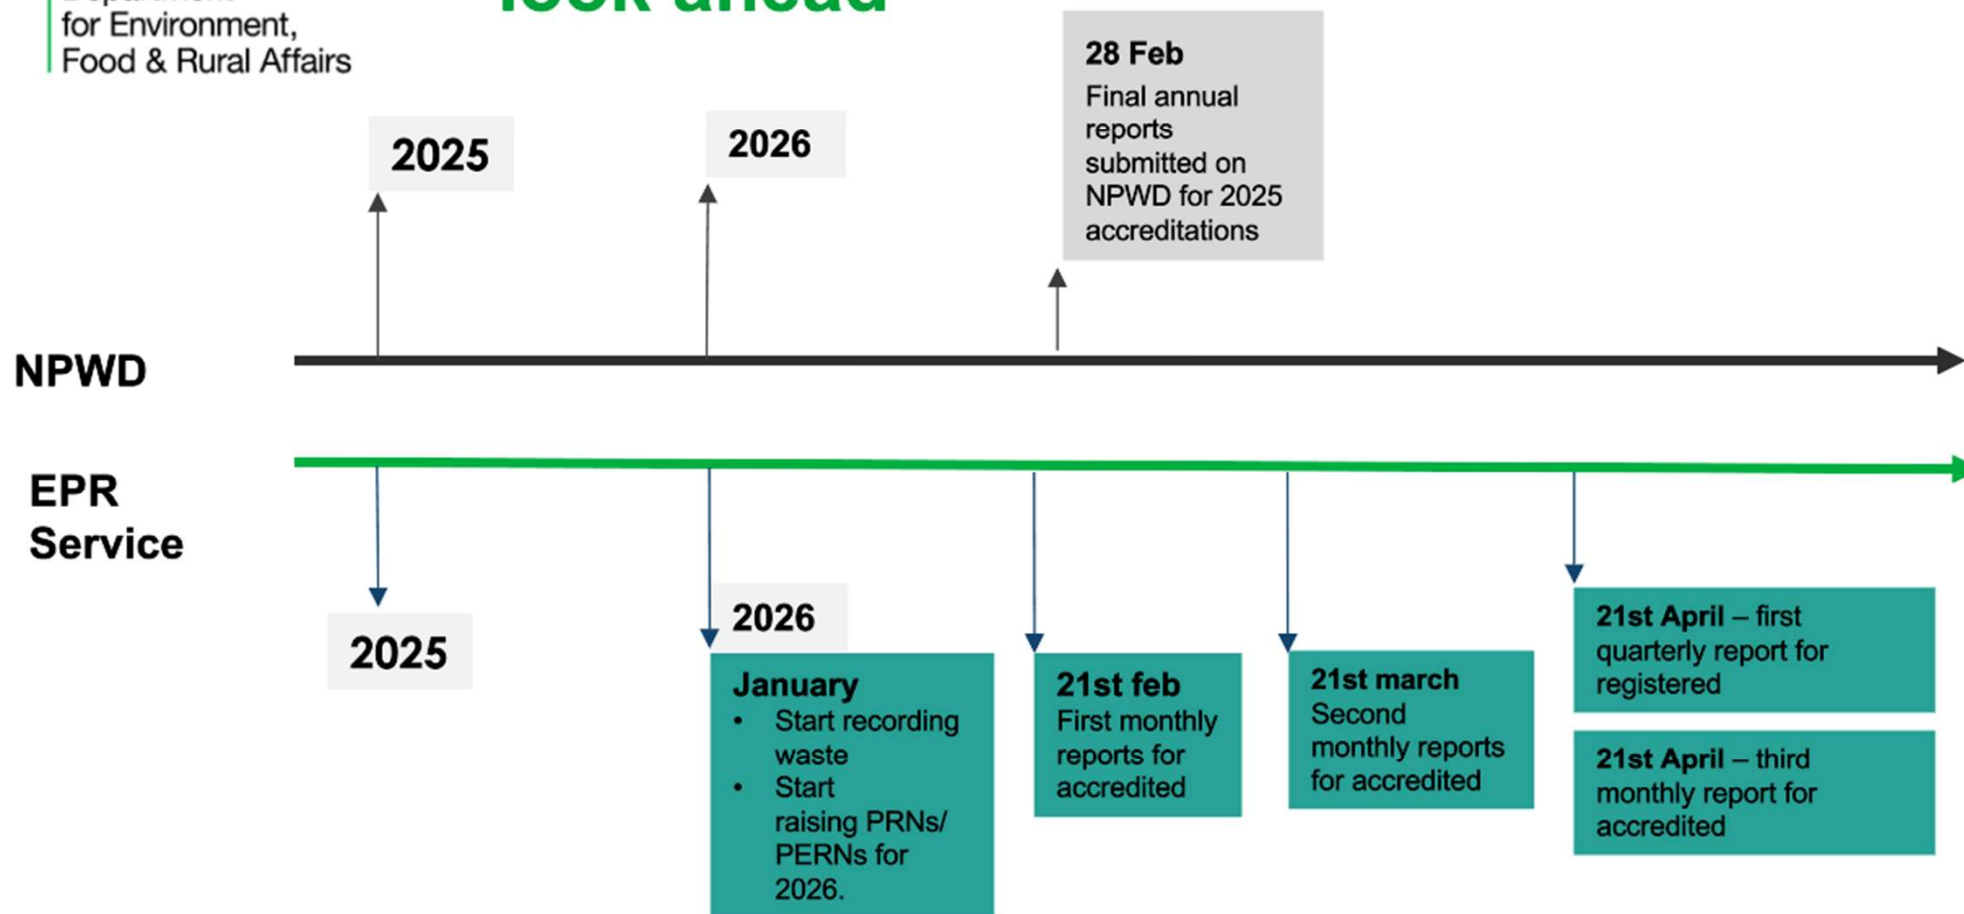 for Environment,
Food & Rural Affairs
look ahead
28 Feb
Final annual
reports
submitted on
NPWD for 2025
accreditations
2025
2026
NPWD
EPR
Service
2025
2026
January
• Start recording
waste
• Start
raising PRNs/
PERNs for
2026.
21st feb
First monthly
reports for
accredited
21st march
Second
monthly reports
for accredited
21st April – first
quarterly report for
registered
21st April – third
monthly report for
accredited